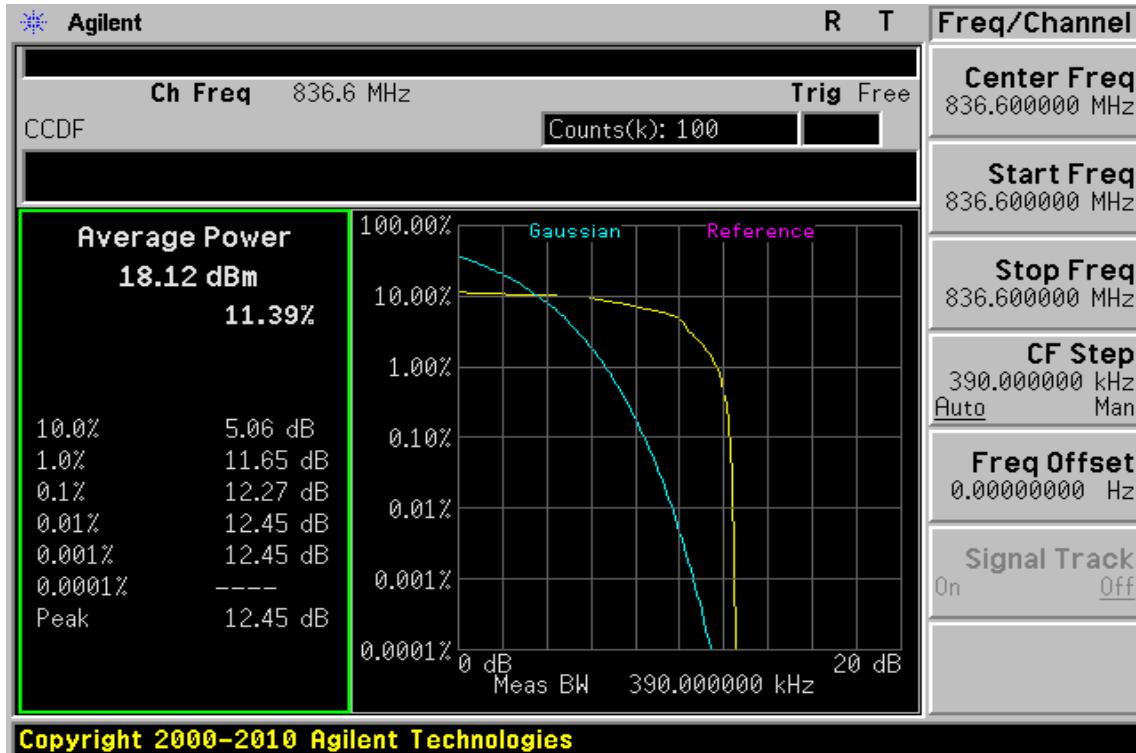 Agilent R T
Ch Freq 836.6 MHz Trig Free
CCDF Counts(k): 100
Average Power
18.12 dBm
11.39%
10.0% 5.06 dB
1.0% 11.65 dB
0.1% 12.27 dB
0.01% 12.45 dB
0.001% 12.45 dB
0.0001% ----
Peak 12.45 dB
Gaussian Reference
100.00%
10.00%
1.00%
0.10%
0.01%
0.001%
0.0001%
0 dB 20 dB
Meas BW 390.000000 kHz
Freq/Channel
Center Freq
836.600000 MHz
Start Freq
836.600000 MHz
Stop Freq
836.600000 MHz
CF Step
390.000000 kHz
Auto Man
Freq Offset
0.00000000 Hz
Signal Track
On Off
Copyright 2000-2010 Agilent Technologies